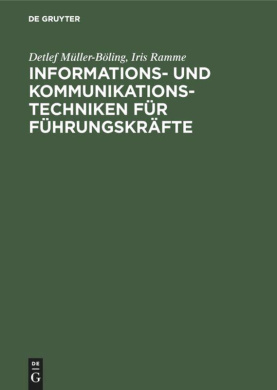 DE GRUYTER
Detlef Müller-Böling, Iris Ramme
INFORMATIONS- UND
KOMMUNIKATIONS-
TECHNIKEN FÜR
FÜHRUNGSKRÄFTE
DE
G